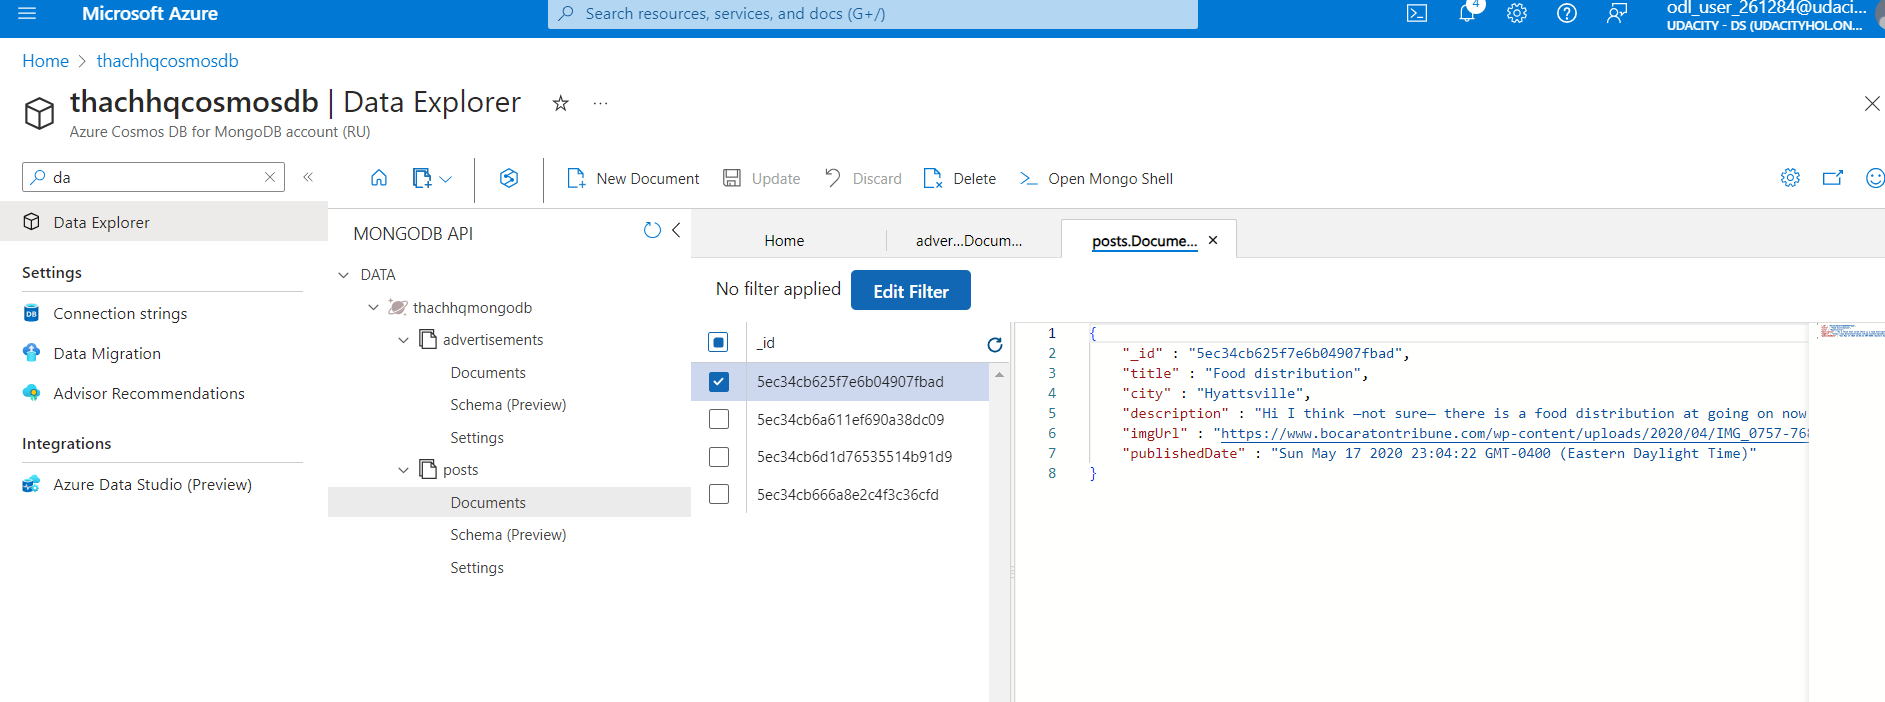 Microsoft Azure
Search resources, services, and docs (G+/)
4
odl_user_261284@udaci...
UDACITY - DS (UDACITYHOL.ON...
Home > thachhqcosmosdb
thachhqcosmosdb | Data Explorer
Azure Cosmos DB for MongoDB account (RU)
da
Data Explorer
Settings
Connection strings
Data Migration
Advisor Recommendations
Integrations
Azure Data Studio (Preview)
New Document
Update
Discard
Delete
Open Mongo Shell
MONGODB API
DATA
thachhqmongodb
advertisements
Documents
Schema (Preview)
Settings
posts
Documents
Schema (Preview)
Settings
Home
adver...Docum...
posts.Docume...
No filter applied
Edit Filter
_id
5ec34cb625f7e6b04907fbad
5ec34cb6a611ef690a38dc09
5ec34cb6d1d76535514b91d9
5ec34cb666a8e2c4f3c36cfd
1 {
2 "_id" : "5ec34cb625f7e6b04907fbad",
3 "title" : "Food distribution",
4 "city" : "Hyattsville",
5 "description" : "Hi I think —not sure— there is a food distribution at going on now
6 "imgUrl" : "https://www.bocaratontribune.com/wp-content/uploads/2020/04/IMG_0757-768
7 "publishedDate" : "Sun May 17 2020 23:04:22 GMT-0400 (Eastern Daylight Time)"
8 }